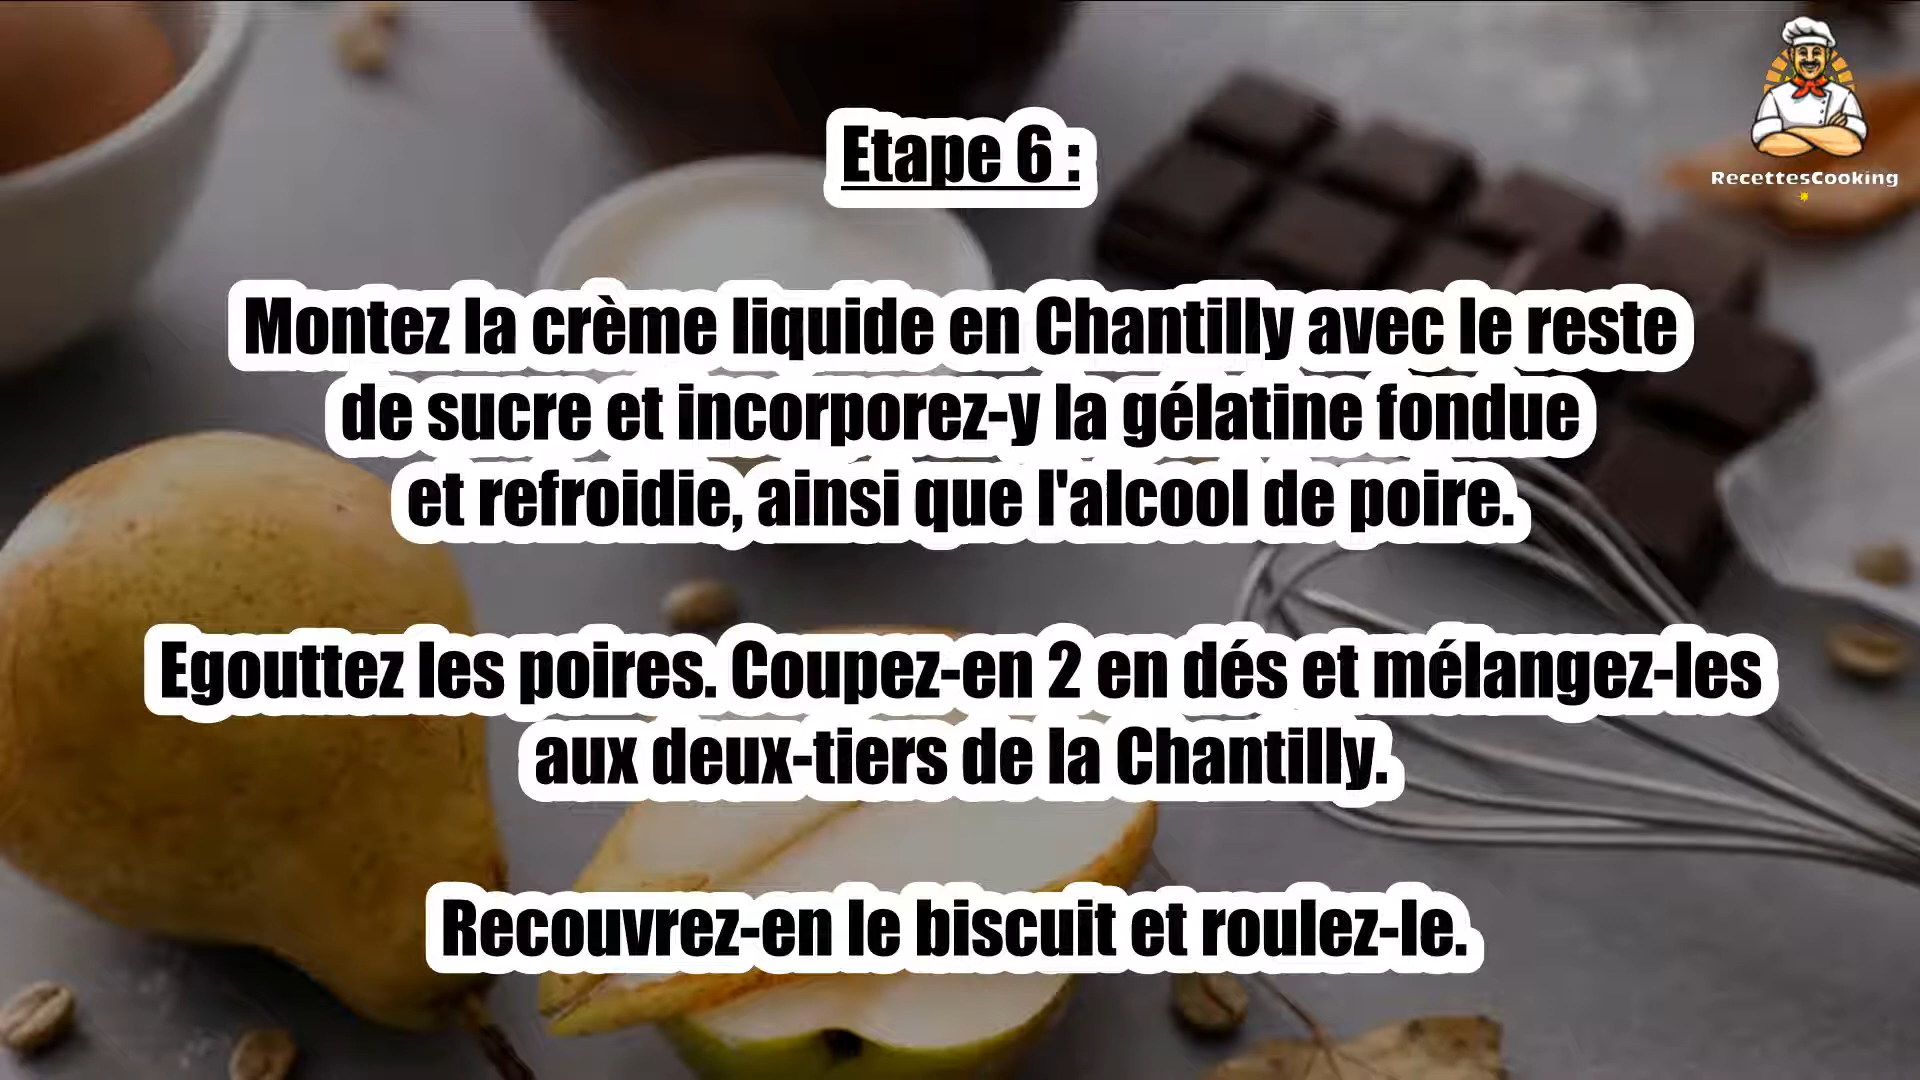 RecettesCooking
Etape 6 :
Montez la crème liquide en Chantilly avec le reste
de sucre et incorporez-y la gélatine fondue
et refroidie, ainsi que l'alcool de poire.
Egouttez les poires. Coupez-en 2 en dés et mélangez-les
aux deux-tiers de la Chantilly.
Recouvrez-en le biscuit et roulez-le.